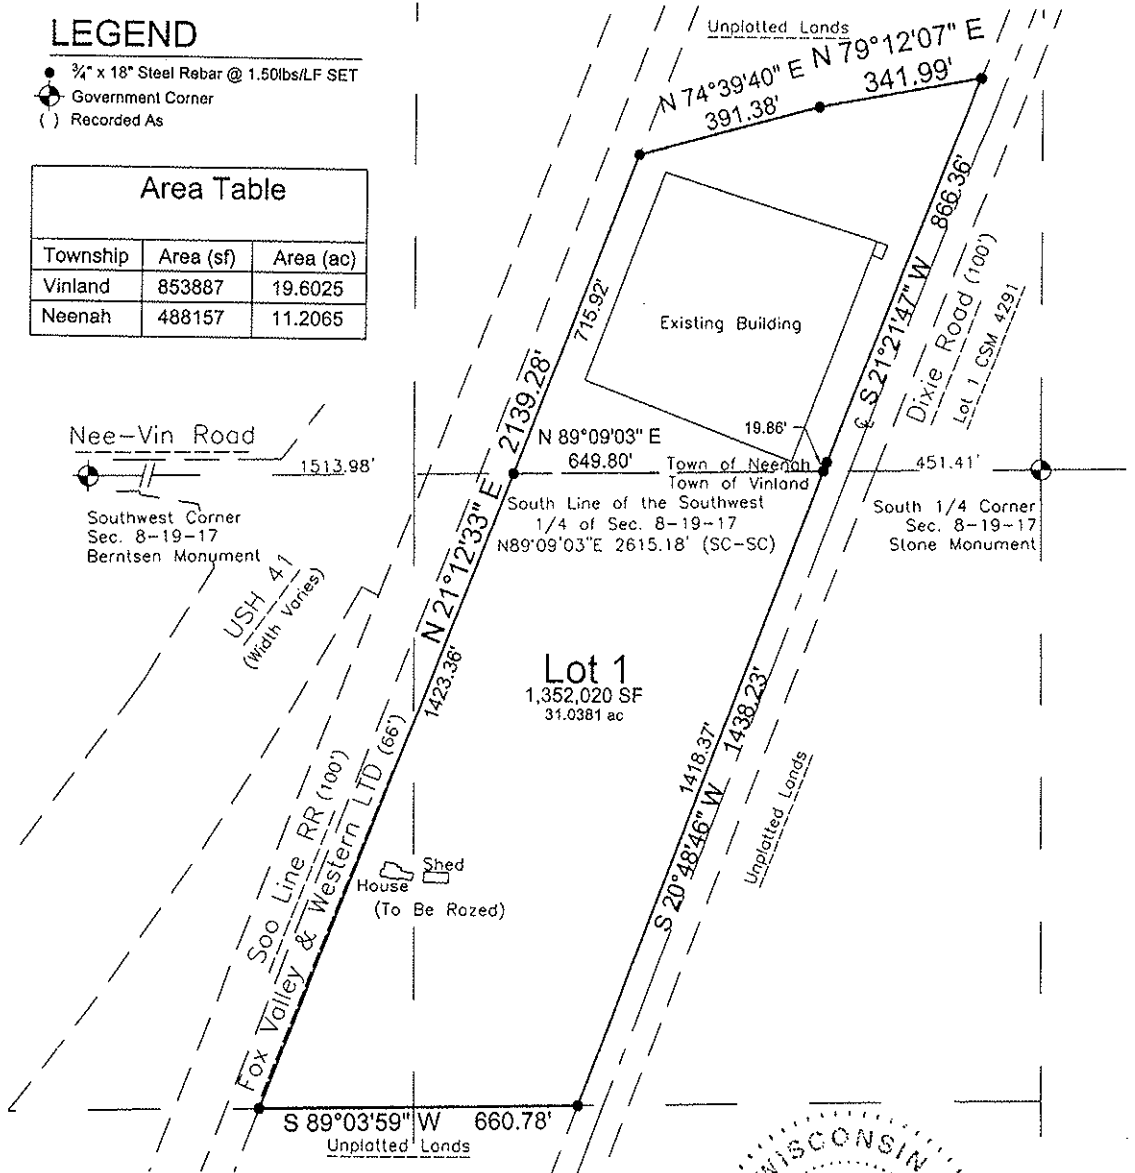 LEGEND
¾" x 18" Steel Rebar @ 1.50lbs/LF SET
Government Corner
( ) Recorded As
Area Table
Township Area (sf) Area (ac)
Vinland 853887 19.6025
Neenah 488157 11.2065
Unplatted Lands
N 74°39'40" E
391.38'
N 79°12'07" E
341.99'
866.36'
S 21°21'47" W
Dixie Road (100')
Lot 1 CSM 4291
715.92'
Existing Building
N 21°12'33" E 2139.28'
19.86'
N 89°09'03" E
649.80'
Town of Neenah
Town of Vinland
South Line of the Southwest
1/4 of Sec. 8-19-17
N89°09'03"E 2615.18' (SC-SC)
Nee-Vin Road
1513.98'
Southwest Corner
Sec. 8-19-17
Berntsen Monument
451.41'
South 1/4 Corner
Sec. 8-19-17
Stone Monument
USH 41
(Width Varies)
1423.36'
Lot 1
1,352,020 SF
31.0381 ac
1418.37'
S 20°48'46" W 1438.23'
Unplatted Lands
Soo Line RR (100')
Fox Valley & Western LTD (66')
House
Shed
(To Be Razed)
S 89°03'59" W 660.78'
Unplatted Lands
WISCONSIN